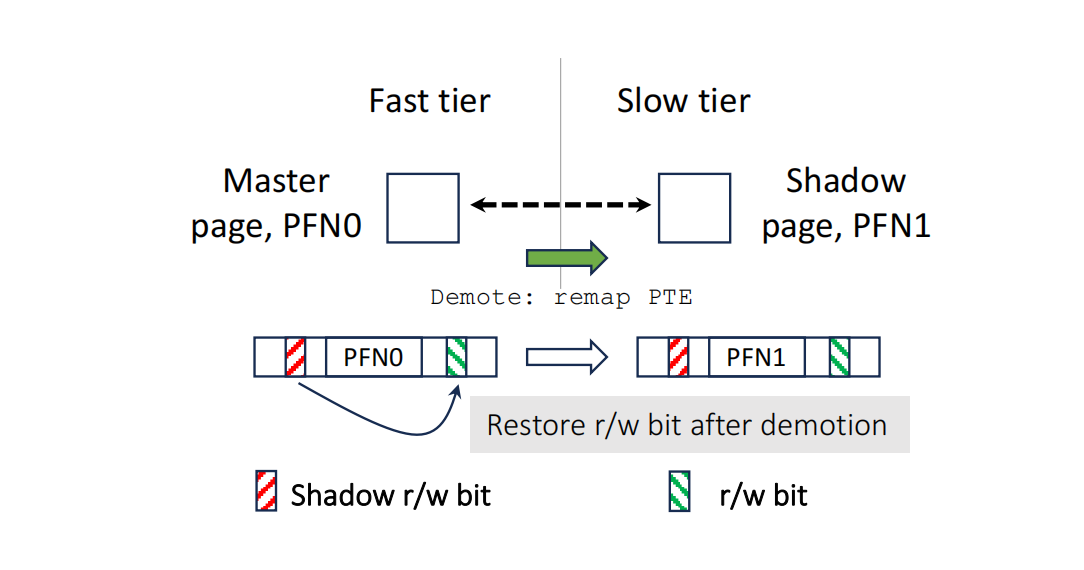 Fast tier
Slow tier
Master
page, PFN0
Shadow
page, PFN1
Demote: remap PTE
PFN0
PFN1
Restore r/w bit after demotion
Shadow r/w bit
r/w bit